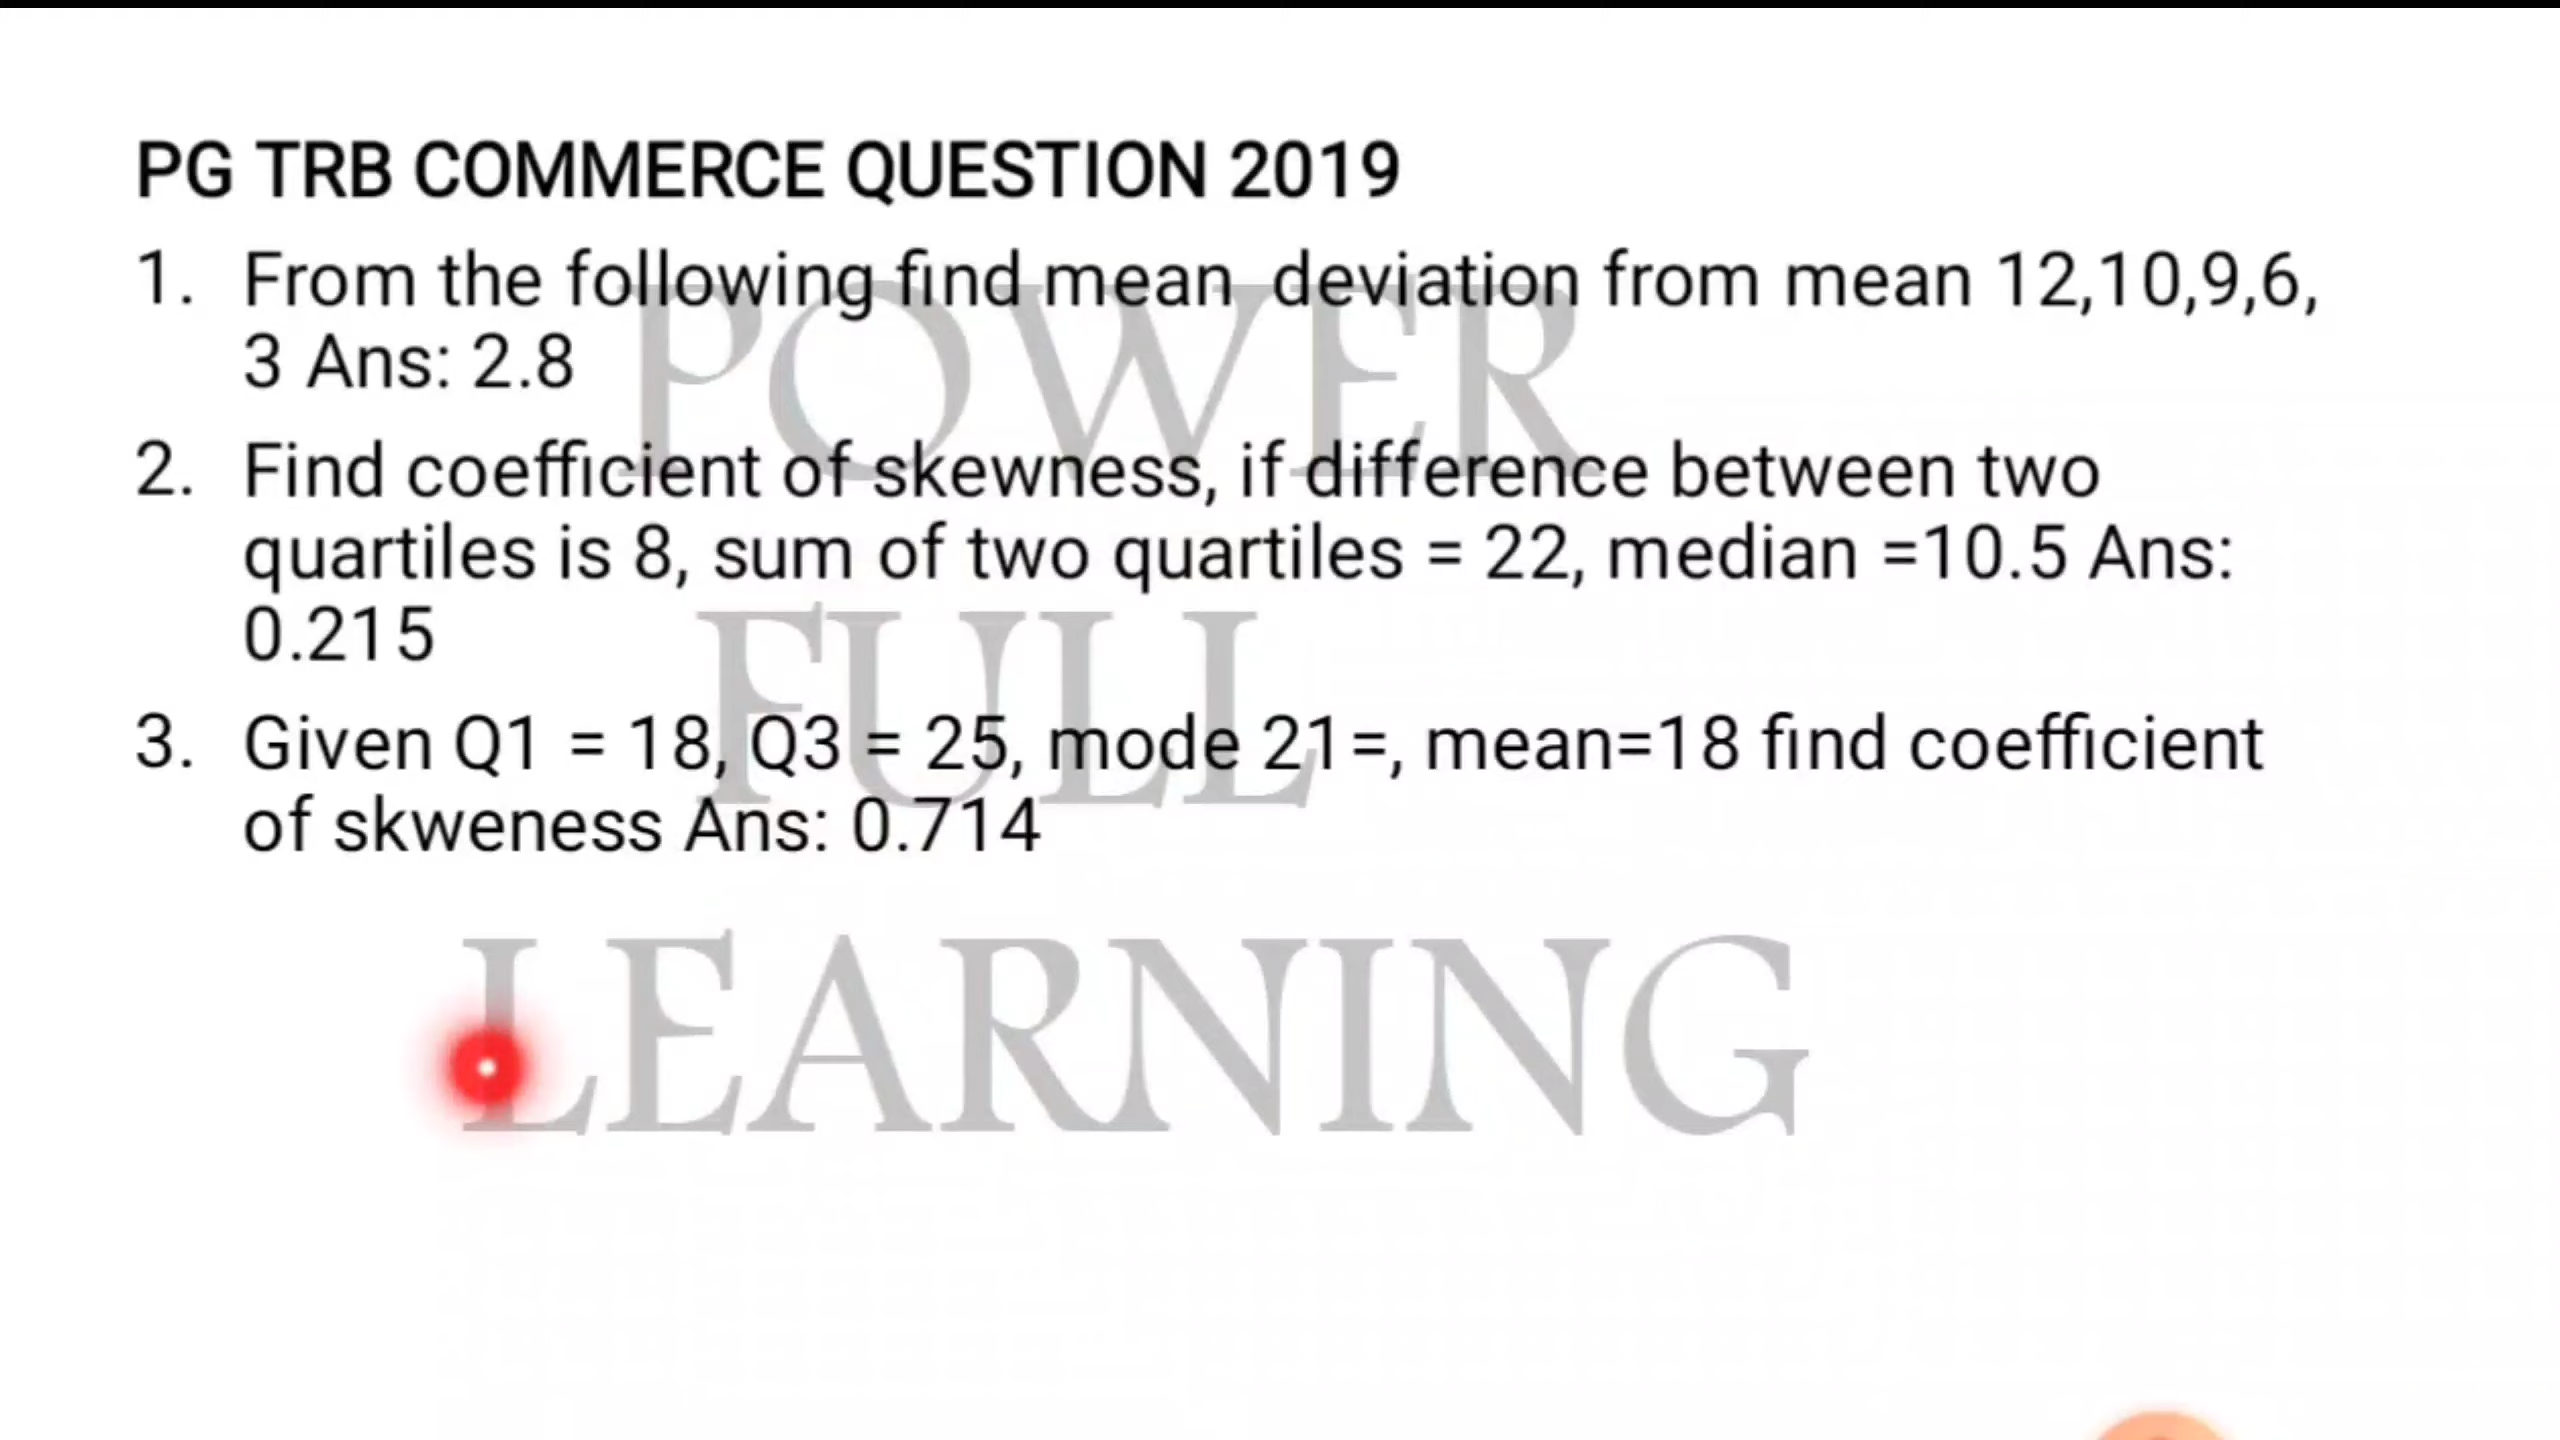 PG TRB COMMERCE QUESTION 2019
1. From the following find mean deviation from mean 12,10,9,6,
3 Ans: 2.8
2. Find coefficient of skewness, if difference between two
quartiles is 8, sum of two quartiles = 22, median =10.5 Ans:
0.215
3. Given Q1 = 18, Q3 = 25, mode 21=, mean=18 find coefficient
of skweness Ans: 0.714
POWER
FULL
LEARNING